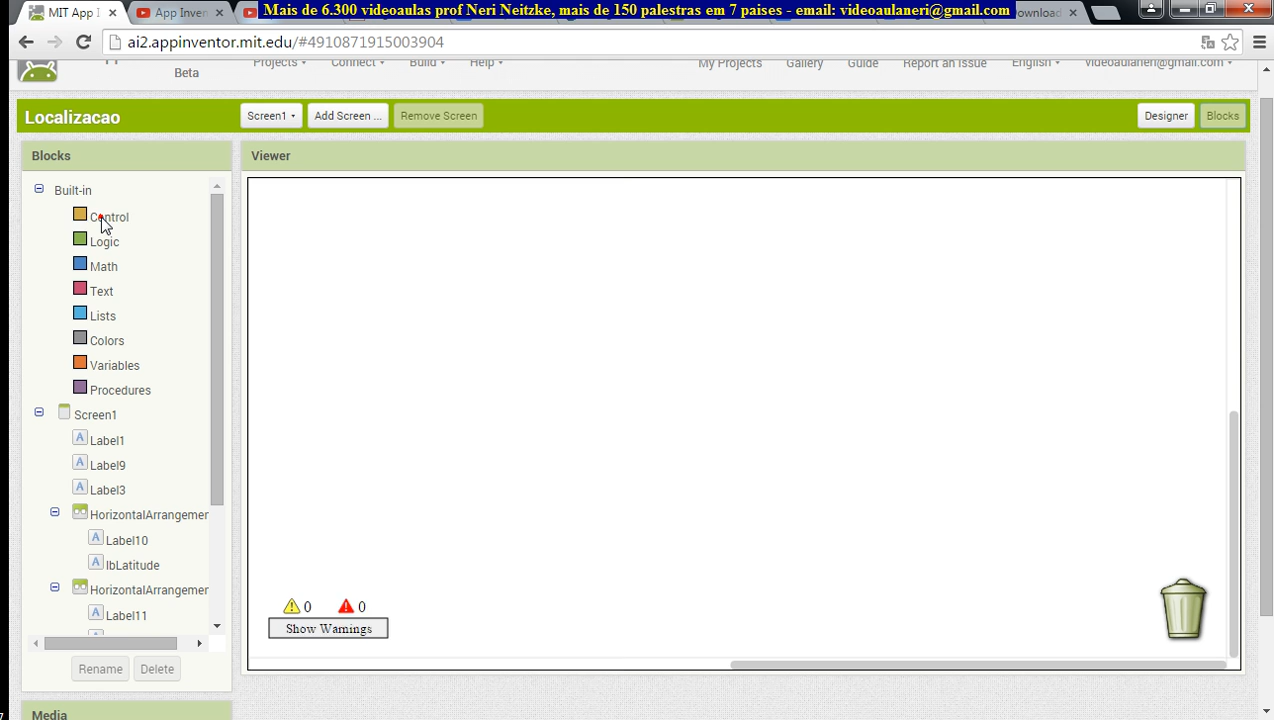 MIT App I
App Inven
Mais de 6.300 videoaulas prof Neri Neitzke, mais de 150 palestras em 7 paises - email: videoaulaneri@gmail.com
ownload
ai2.appinventor.mit.edu/#4910871915003904
Beta
Projects
Connect
Build
Help
My Projects
Gallery
Guide
Report an Issue
English
videoaulaneri@gmail.com
Localizacao
Screen1
Add Screen ...
Remove Screen
Designer
Blocks
Blocks
Viewer
Built-in
Control
Logic
Math
Text
Lists
Colors
Variables
Procedures
Screen1
Label1
Label9
Label3
HorizontalArrangemen
Label10
lbLatitude
HorizontalArrangemen
Label11
0
0
Show Warnings
Rename
Delete
Media